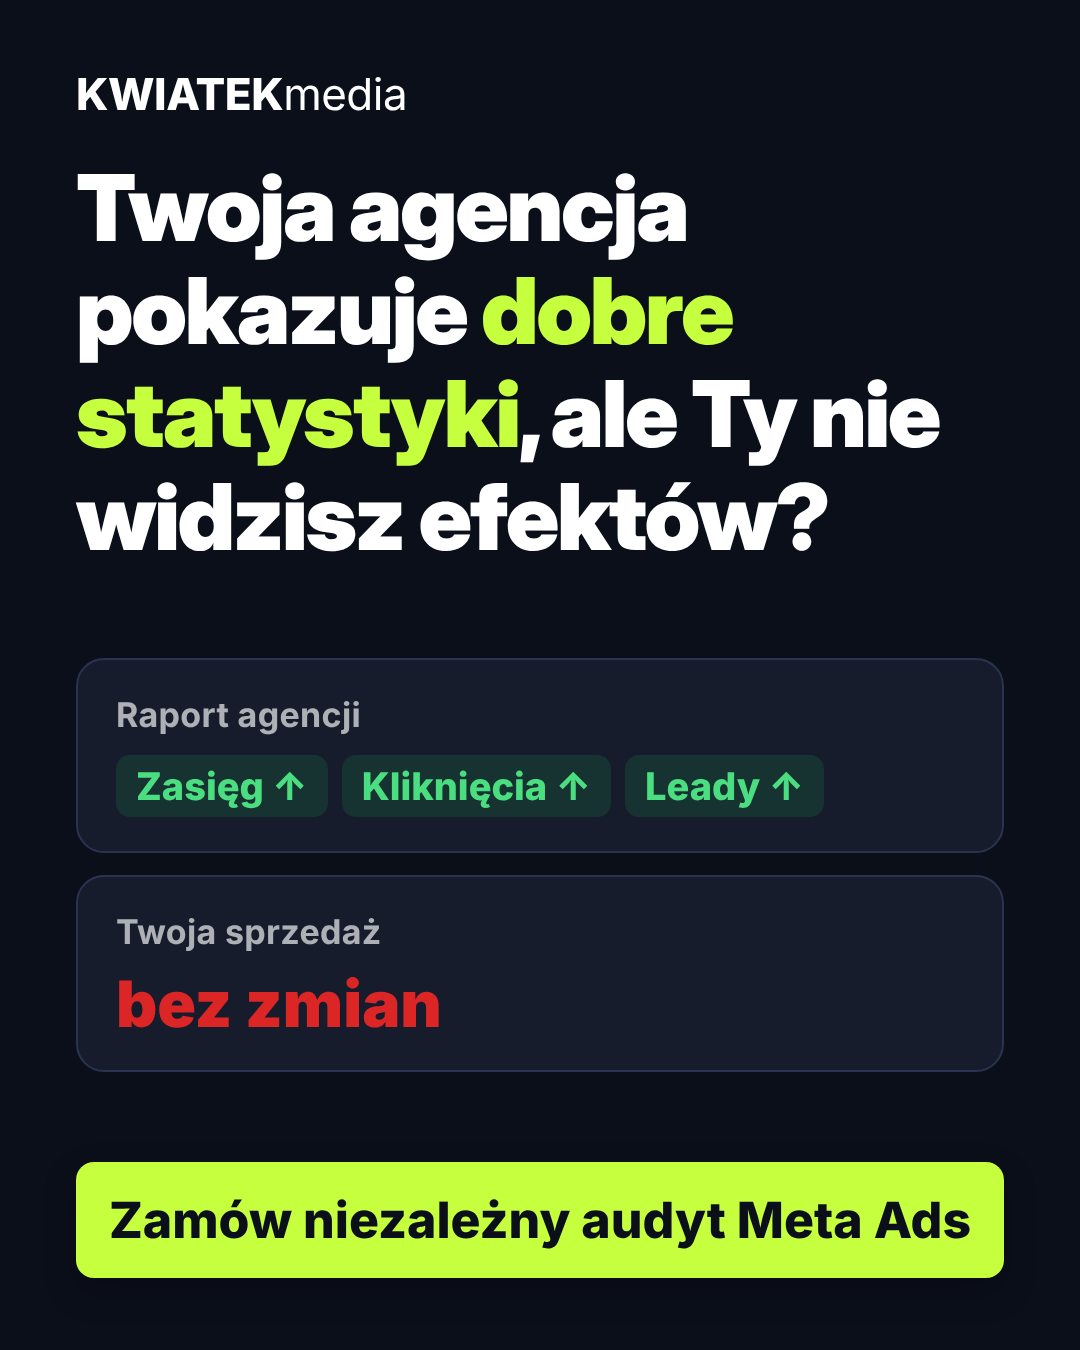 KWIATEKmedia
Twoja agencja
pokazuje dobre
statystyki, ale Ty nie
widzisz efektów?
Raport agencji
Zasięg ↑ Kliknięcia ↑ Leady ↑
Twoja sprzedaż
bez zmian
Zamów niezależny audyt Meta Ads